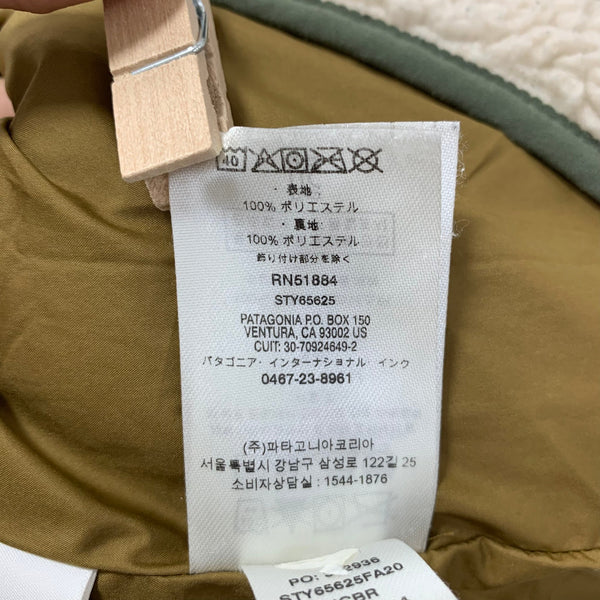 40
・表地:
100% ポリエステル
・裏地:
100% ポリエステル
飾り付け部分を除く
RN51884
STY65625
PATAGONIA P.O. BOX 150
VENTURA, CA 93002 US
CUIT: 30-70924649-2
パタゴニア・インターナショナル・インク
0467-23-8961
(주)파타고니아코리아
서울특별시 강남구 삼성로 122길 25
소비자상담실 : 1544-1876
PO:
2936
STY65625FA20
CBR